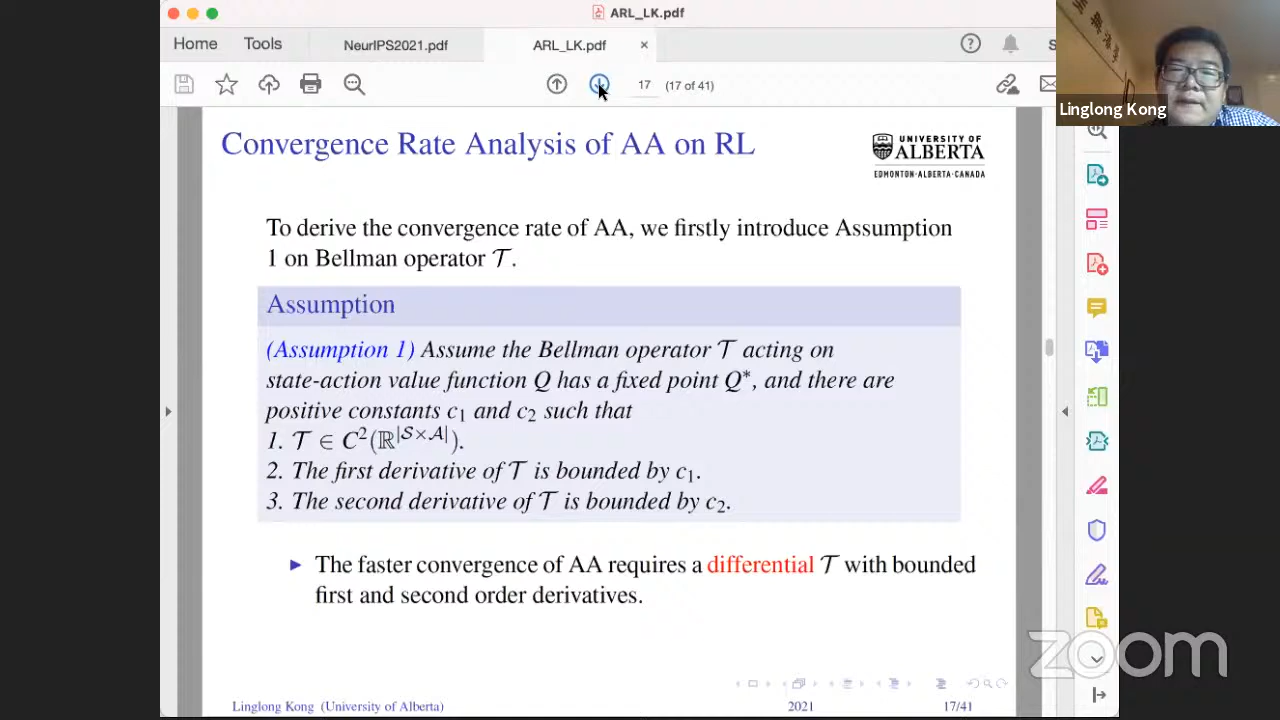 ARL_LK.pdf
Home
Tools
NeurIPS2021.pdf
ARL_LK.pdf
17
(17 of 41)
Linglong Kong
Convergence Rate Analysis of AA on RL
UNIVERSITY OF
ALBERTA
EDMONTON·ALBERTA·CANADA
To derive the convergence rate of AA, we firstly introduce Assumption
1 on Bellman operator 𝒯.
Assumption
(Assumption 1) Assume the Bellman operator 𝒯 acting on
state-action value function Q has a fixed point Q*, and there are
positive constants c₁ and c₂ such that
1. 𝒯 ∈ C²(ℝ^|𝒮×𝒜|).
2. The first derivative of 𝒯 is bounded by c₁.
3. The second derivative of 𝒯 is bounded by c₂.
The faster convergence of AA requires a differential 𝒯 with bounded
first and second order derivatives.
Linglong Kong (University of Alberta)
2021
17/41
zoom